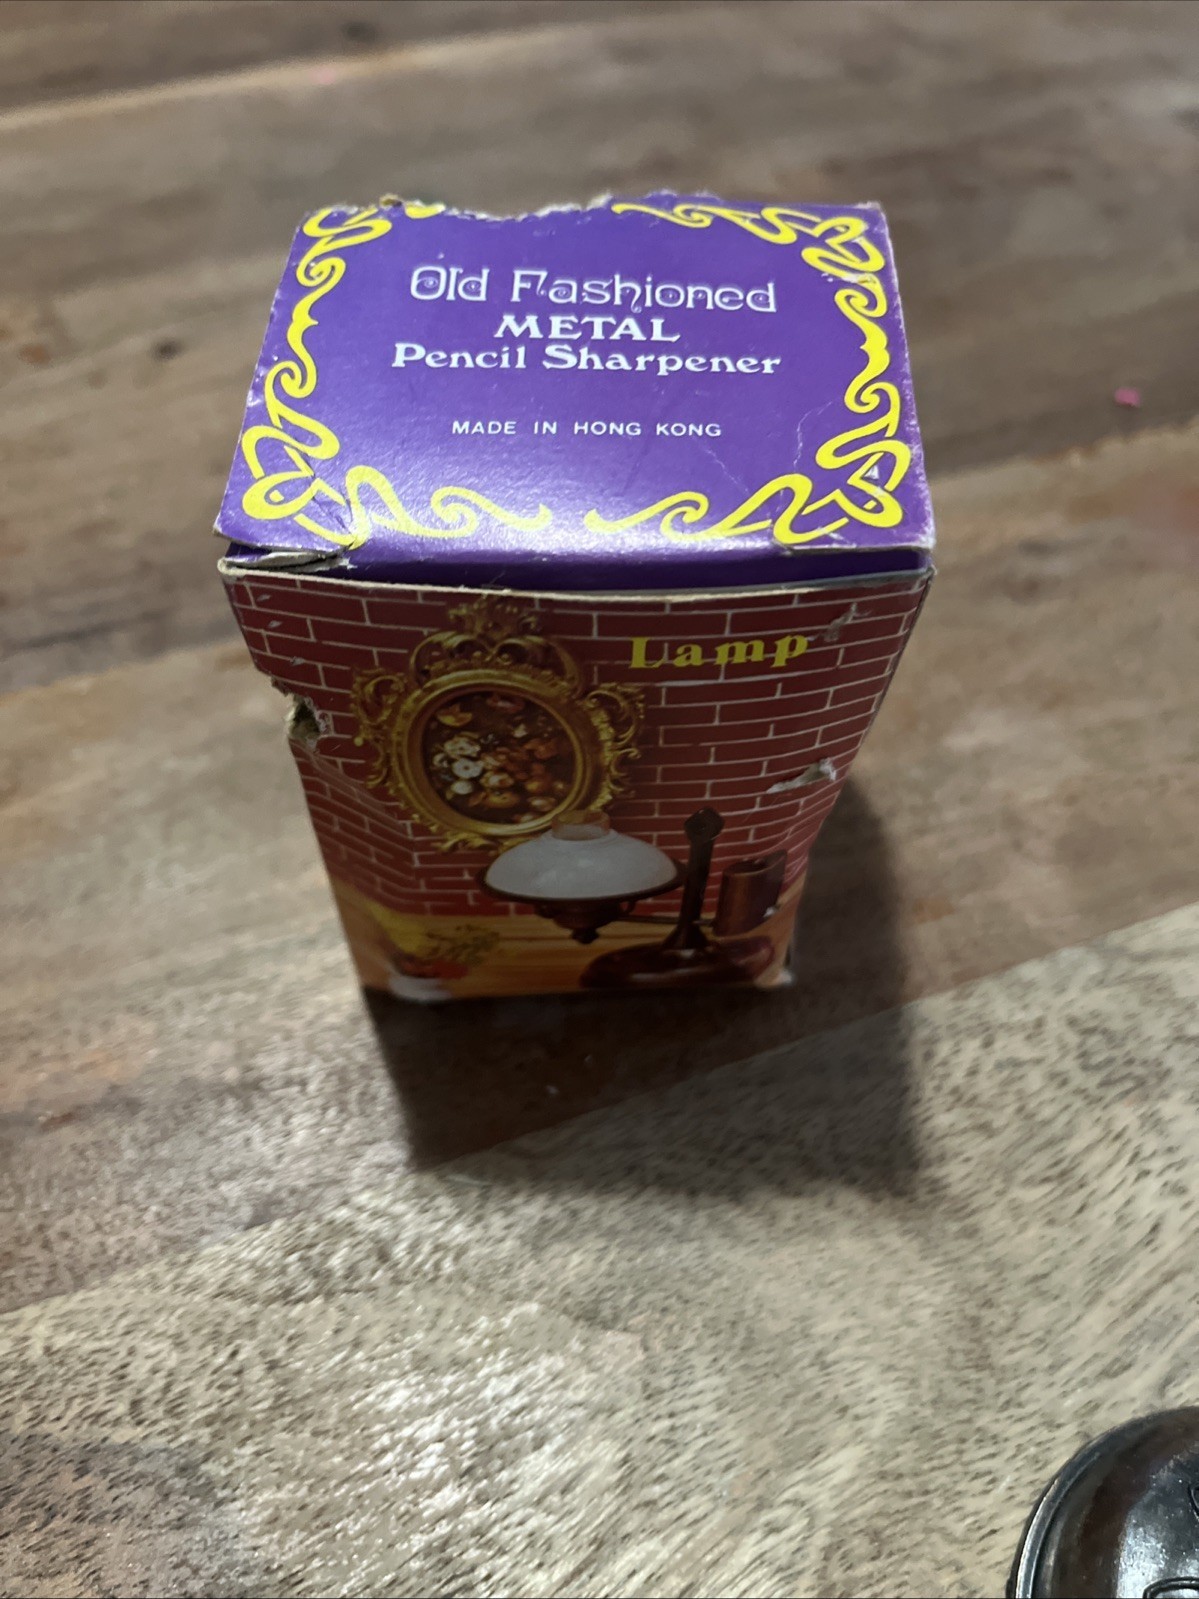 Old Fashioned
METAL
Pencil Sharpener
MADE IN HONG KONG
Lamp